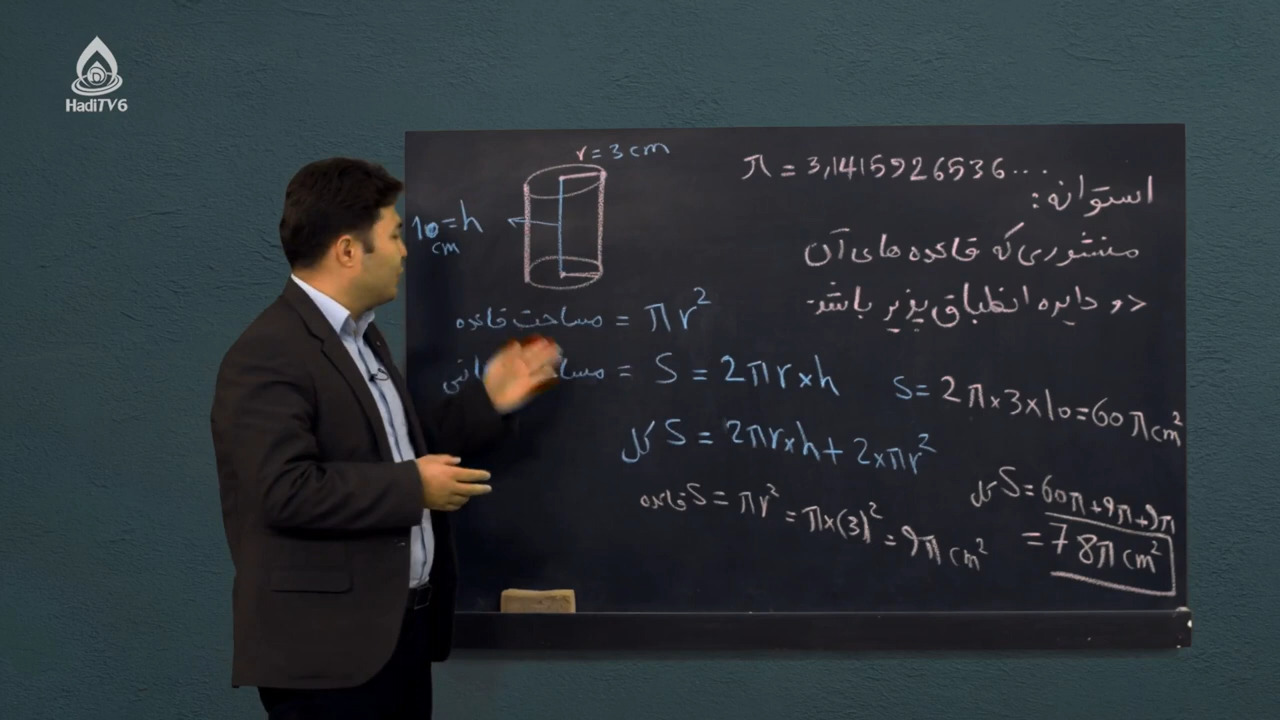 HadiTV6
r = 3 cm
π = 3,1415926536...
استوانه:
10 = h
cm
منشوری که قاعده های آن
دو دایره انطباق پذیر باشد.
مساحت قاعده = πr²
= S = 2πr×h
S = 2π×3×10 = 60π cm²
کل S = 2πr×h + 2×πr²
کل S = 60π + 9π + 9π
قاعده S = πr² = π×(3)² = 9π cm²
= 78π cm²